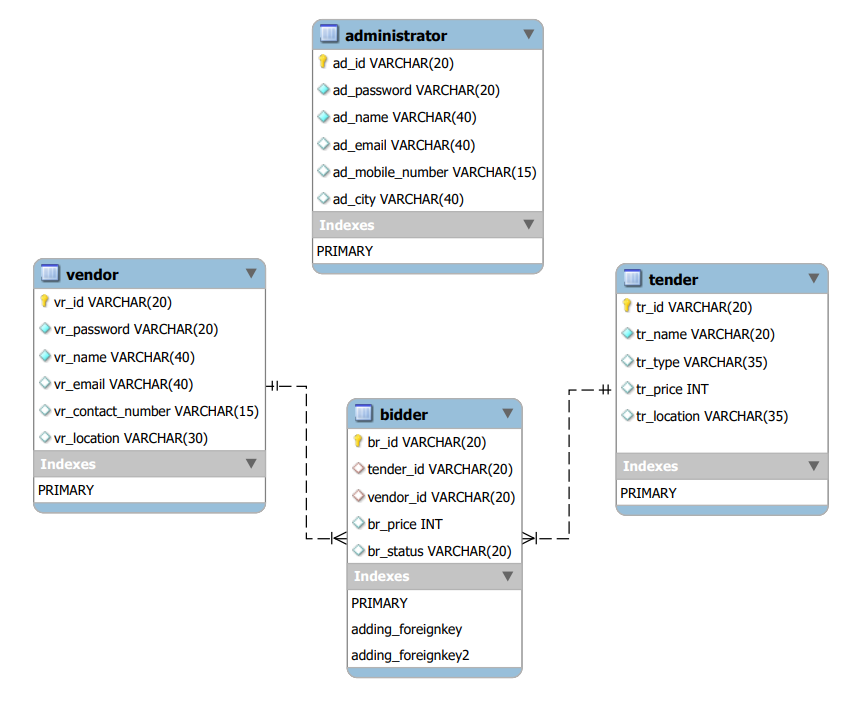 administrator
ad_id VARCHAR(20)
ad_password VARCHAR(20)
ad_name VARCHAR(40)
ad_email VARCHAR(40)
ad_mobile_number VARCHAR(15)
ad_city VARCHAR(40)
Indexes
PRIMARY
vendor
vr_id VARCHAR(20)
vr_password VARCHAR(20)
vr_name VARCHAR(40)
vr_email VARCHAR(40)
vr_contact_number VARCHAR(15)
vr_location VARCHAR(30)
Indexes
PRIMARY
bidder
br_id VARCHAR(20)
tender_id VARCHAR(20)
vendor_id VARCHAR(20)
br_price INT
br_status VARCHAR(20)
Indexes
PRIMARY
adding_foreignkey
adding_foreignkey2
tender
tr_id VARCHAR(20)
tr_name VARCHAR(20)
tr_type VARCHAR(35)
tr_price INT
tr_location VARCHAR(35)
Indexes
PRIMARY